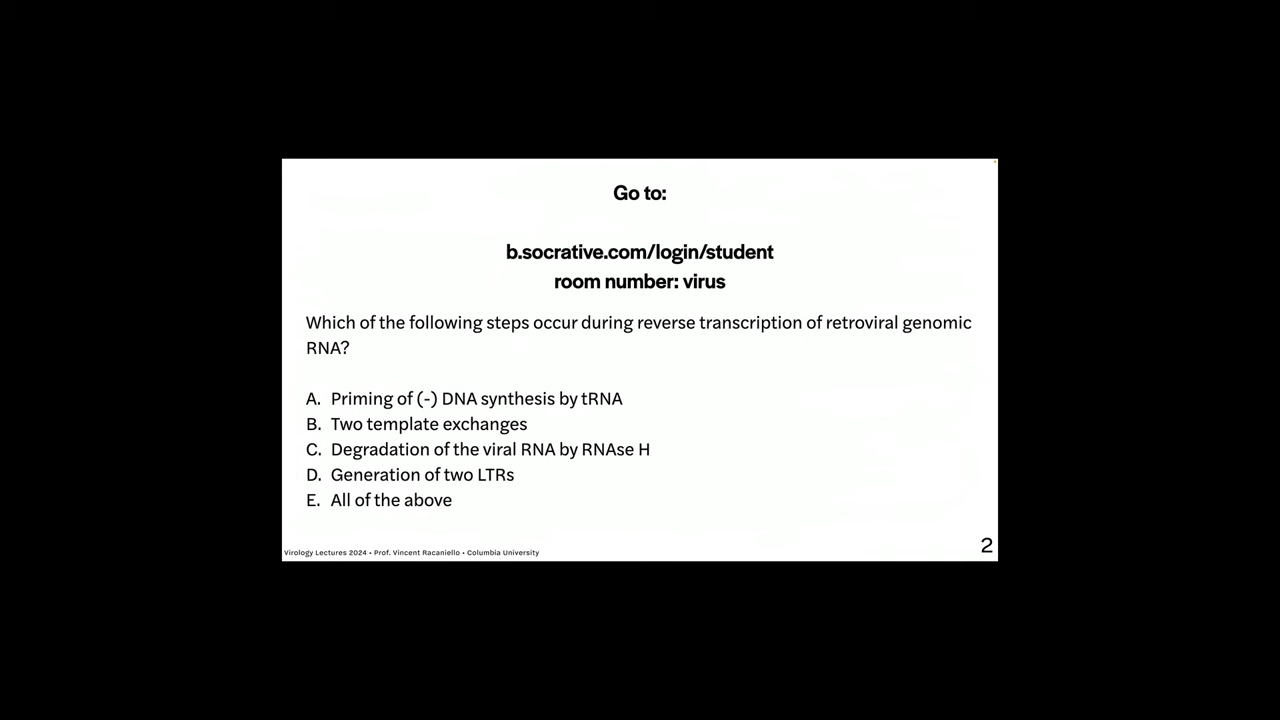 Go to:
b.socrative.com/login/student
room number: virus
Which of the following steps occur during reverse transcription of retroviral genomic
RNA?
A. Priming of (-) DNA synthesis by tRNA
B. Two template exchanges
C. Degradation of the viral RNA by RNAse H
D. Generation of two LTRs
E. All of the above
Virology Lectures 2024 • Prof. Vincent Racaniello • Columbia University
2